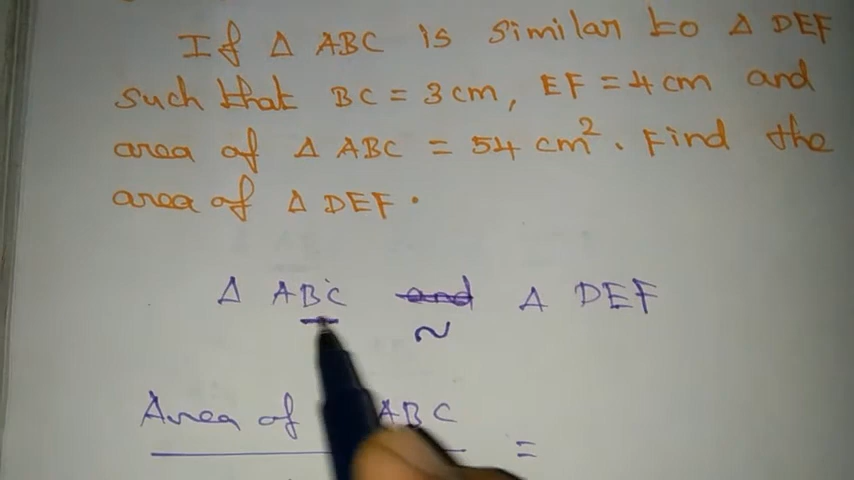 If Δ ABC is similar to Δ DEF
such that BC = 3 cm, EF = 4 cm and
area of Δ ABC = 54 cm². Find the
area of Δ DEF.
Δ ABC and ~ Δ DEF
Area of ABC =